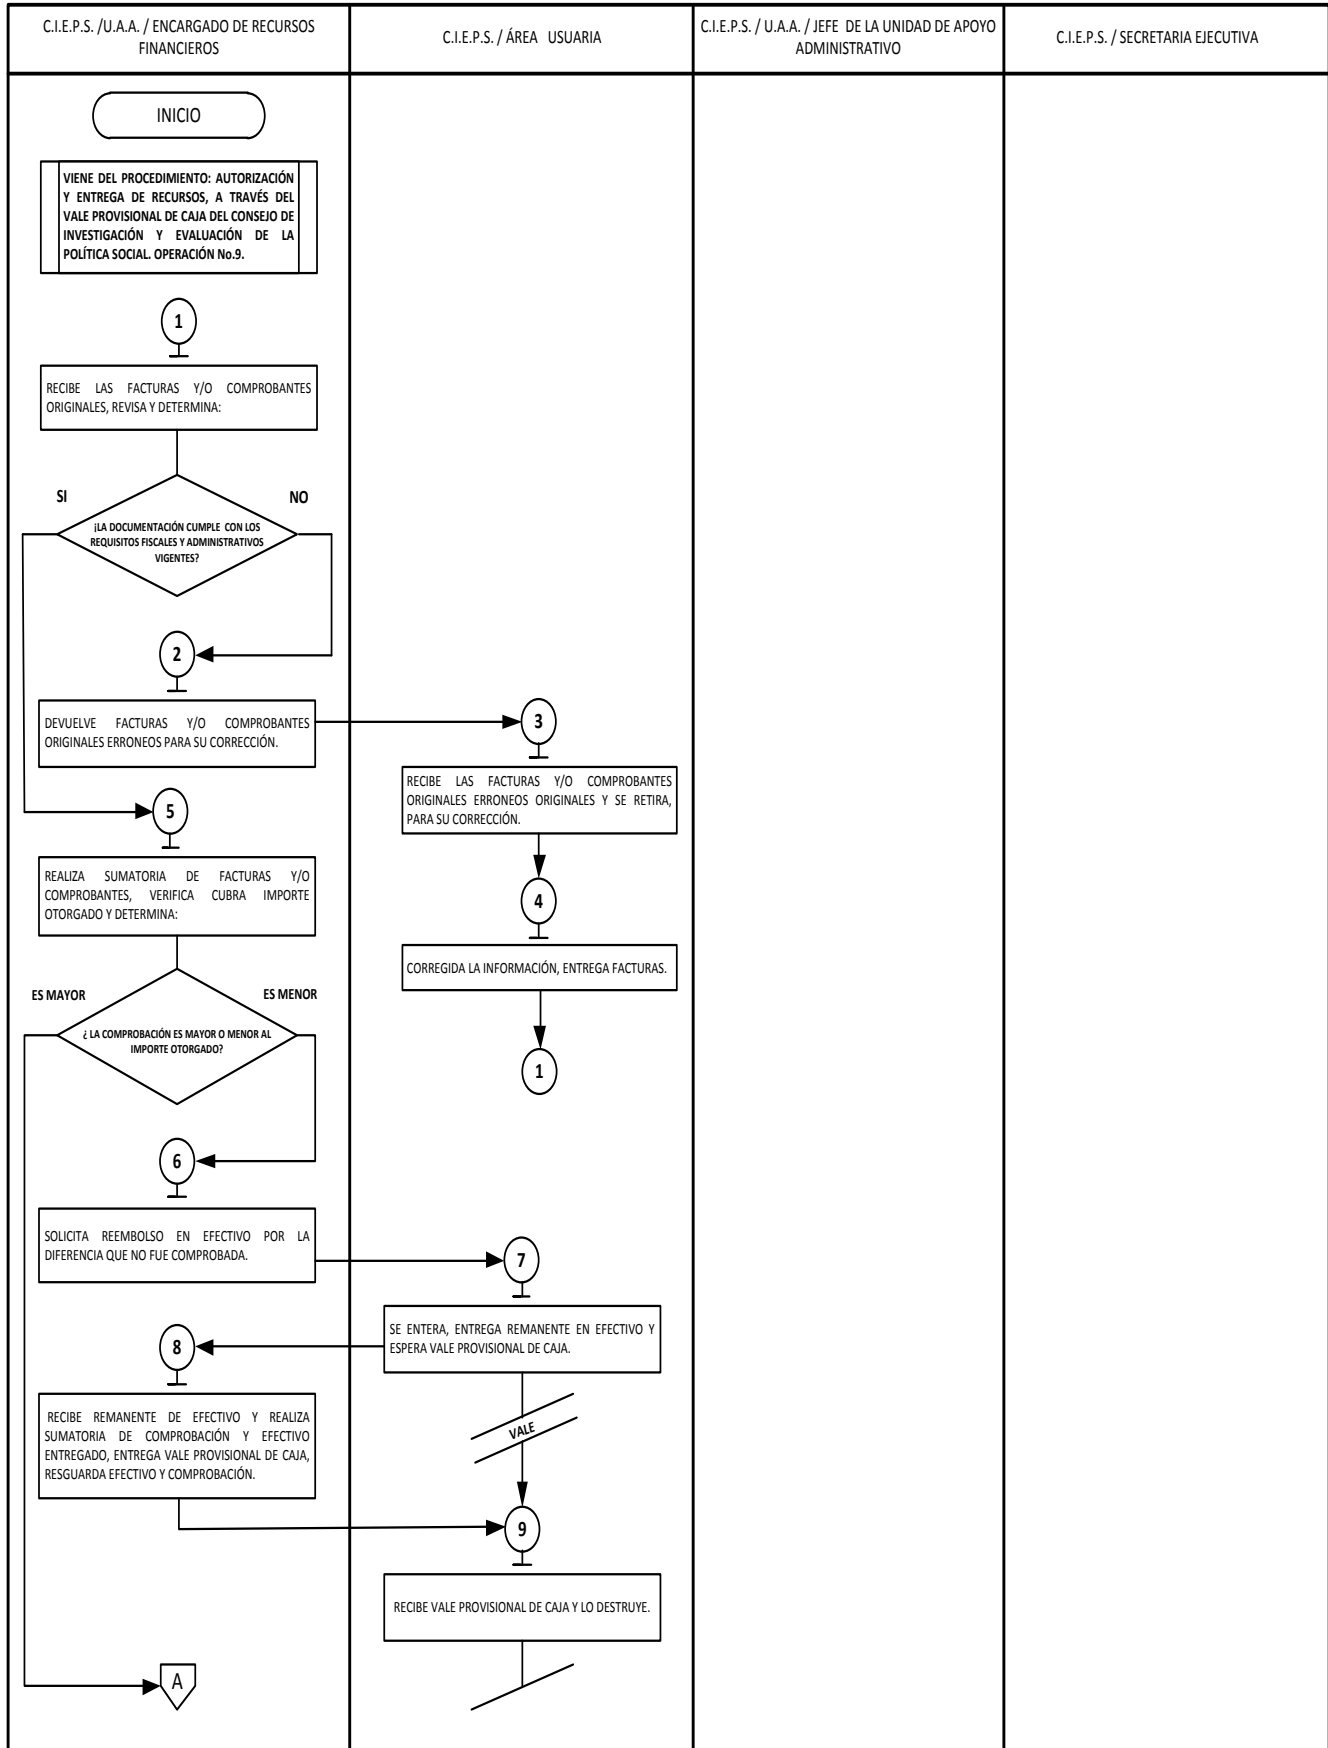 C.I.E.P.S. /U.A.A. / ENCARGADO DE RECURSOS
FINANCIEROS
C.I.E.P.S. / ÁREA USUARIA
C.I.E.P.S. / U.A.A. / JEFE DE LA UNIDAD DE APOYO
ADMINISTRATIVO
C.I.E.P.S. / SECRETARIA EJECUTIVA
INICIO
VIENE DEL PROCEDIMIENTO: AUTORIZACIÓN
Y ENTREGA DE RECURSOS, A TRAVÉS DEL
VALE PROVISIONAL DE CAJA DEL CONSEJO DE
INVESTIGACIÓN Y EVALUACIÓN DE LA
POLÍTICA SOCIAL. OPERACIÓN No.9.
1
RECIBE LAS FACTURAS Y/O COMPROBANTES
ORIGINALES, REVISA Y DETERMINA:
SI
NO
¡LA DOCUMENTACIÓN CUMPLE CON LOS
REQUISITOS FISCALES Y ADMINISTRATIVOS
VIGENTES?
2
DEVUELVE FACTURAS Y/O COMPROBANTES
ORIGINALES ERRONEOS PARA SU CORRECCIÓN.
3
RECIBE LAS FACTURAS Y/O COMPROBANTES
ORIGINALES ERRONEOS ORIGINALES Y SE RETIRA,
PARA SU CORRECCIÓN.
4
CORREGIDA LA INFORMACIÓN, ENTREGA FACTURAS.
1
5
REALIZA SUMATORIA DE FACTURAS Y/O
COMPROBANTES, VERIFICA CUBRA IMPORTE
OTORGADO Y DETERMINA:
ES MAYOR
ES MENOR
¿ LA COMPROBACIÓN ES MAYOR O MENOR AL
IMPORTE OTORGADO?
6
SOLICITA REEMBOLSO EN EFECTIVO POR LA
DIFERENCIA QUE NO FUE COMPROBADA.
7
SE ENTERA, ENTREGA REMANENTE EN EFECTIVO Y
ESPERA VALE PROVISIONAL DE CAJA.
VALE
8
RECIBE REMANENTE DE EFECTIVO Y REALIZA
SUMATORIA DE COMPROBACIÓN Y EFECTIVO
ENTREGADO, ENTREGA VALE PROVISIONAL DE CAJA,
RESGUARDA EFECTIVO Y COMPROBACIÓN.
9
RECIBE VALE PROVISIONAL DE CAJA Y LO DESTRUYE.
A